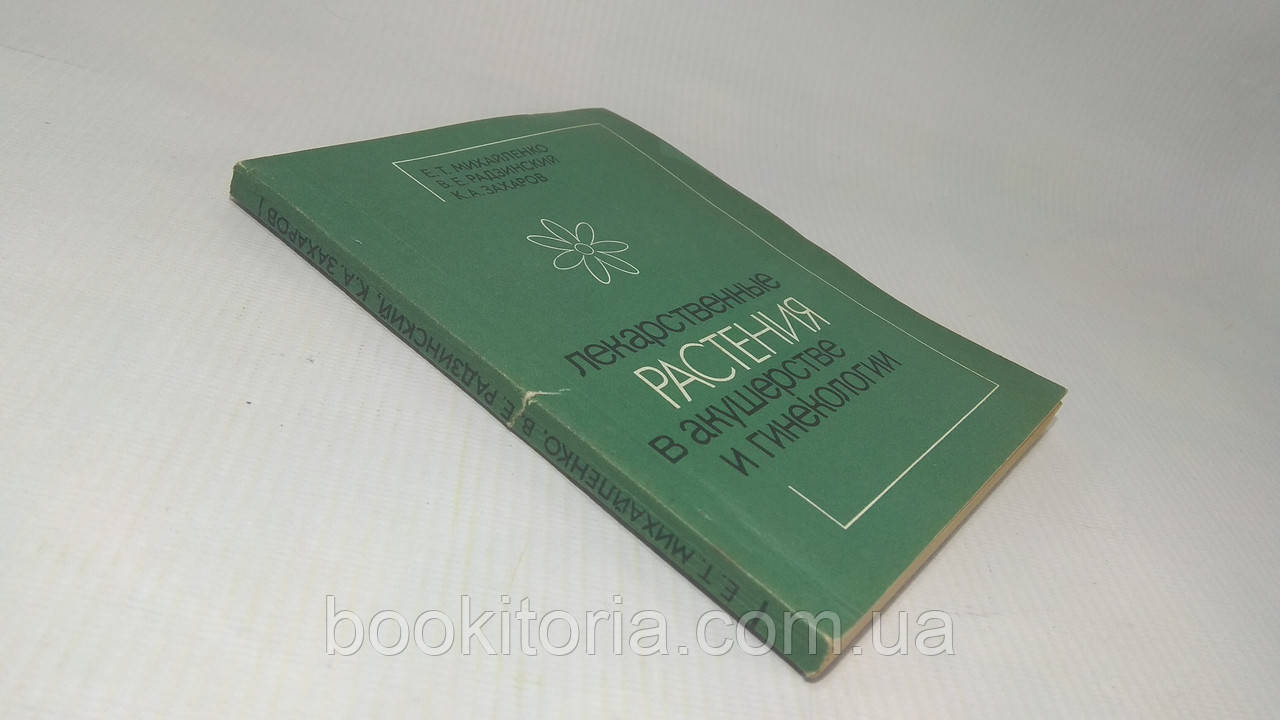 Е. Т. МИХАЙЛЕНКО
В. Е. РАДЗИНСКИЙ
К. А. ЗАХАРОВ
лекарственные
РАСТЕНИЯ
в акушерстве
и гинекологии
Е. Т. МИХАЙЛЕНКО, В. Е. РАДЗИНСКИЙ, К. А. ЗАХАРОВ
bookitoria.com.ua